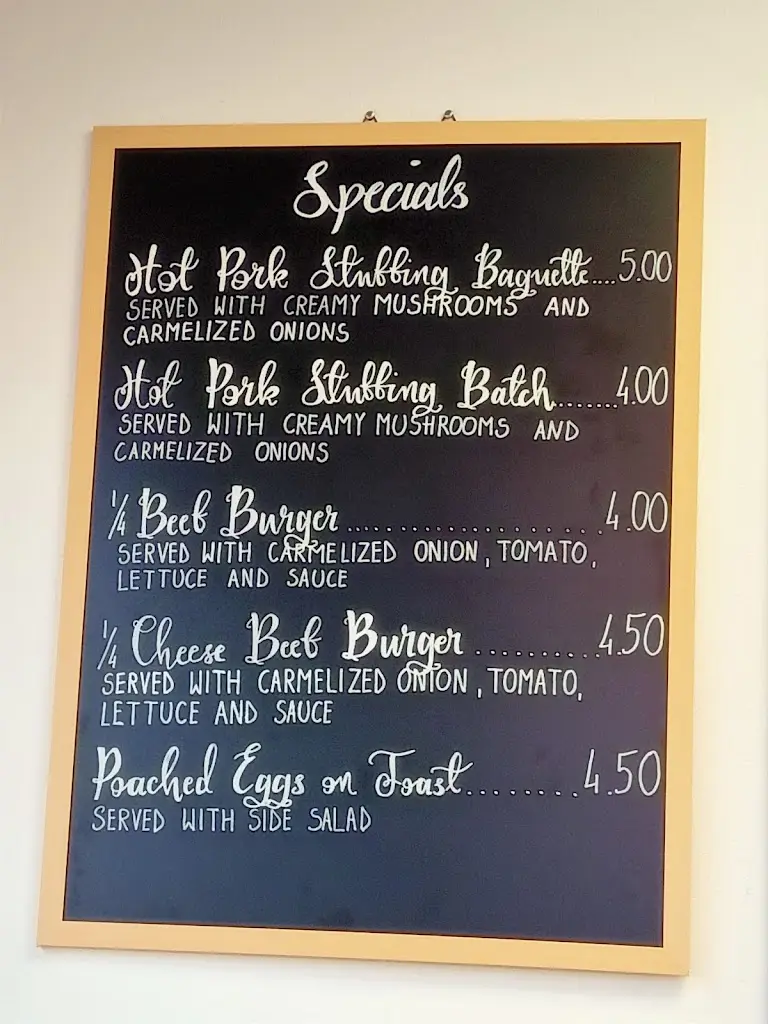 Specials
Hot Pork Stuffing Baguette....5.00
SERVED WITH CREAMY MUSHROOMS AND
CARMELIZED ONIONS
Hot Pork Stuffing Batch.........4.00
SERVED WITH CREAMY MUSHROOMS AND
CARMELIZED ONIONS
1/4 Beef Burger....................4.00
SERVED WITH CARMELIZED ONION, TOMATO,
LETTUCE AND SAUCE
1/4 Cheese Beef Burger..........4.50
SERVED WITH CARMELIZED ONION, TOMATO,
LETTUCE AND SAUCE
Poached Eggs on Toast.........4.50
SERVED WITH SIDE SALAD